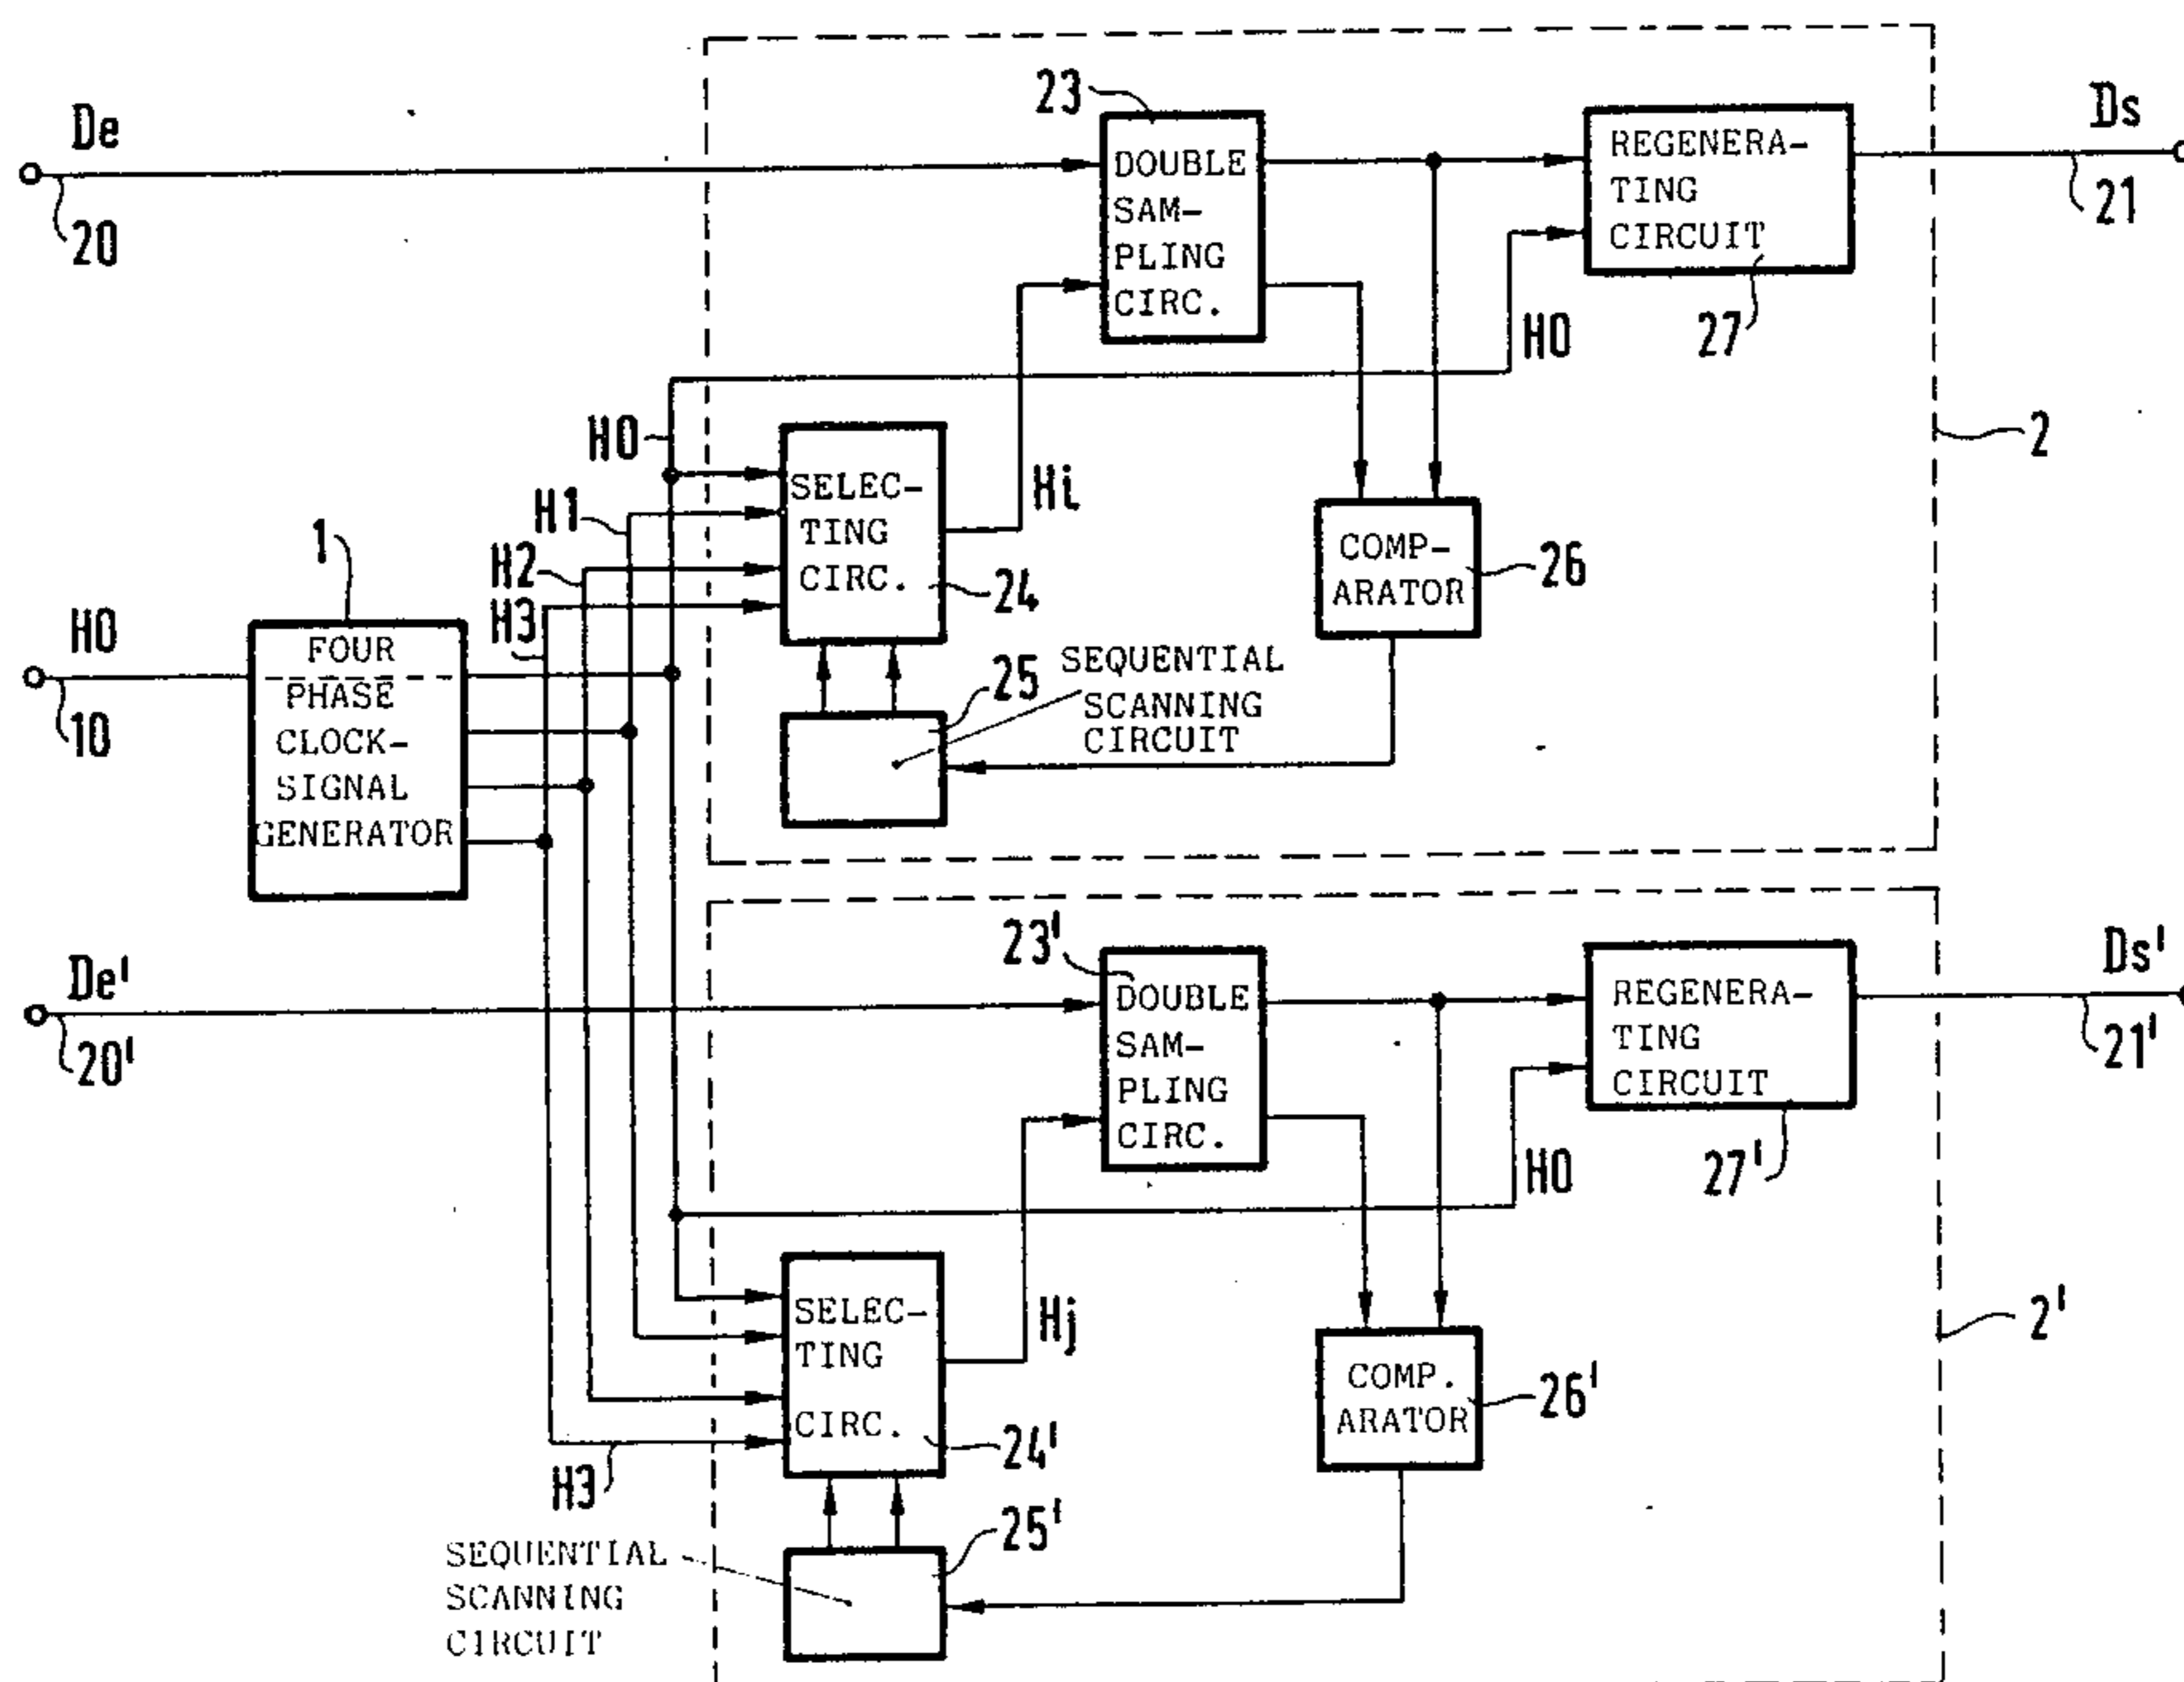 De
20
23
DOUBLE
SAM-
PLING
CIRC.
REGENERA-
TING
CIRCUIT
27
Ds
21
H0
H0
H1
H2
H3
SELEC-
TING
CIRC.
24
Hi
COMP-
ARATOR
26
2
1
H0
10
FOUR
PHASE
CLOCK-
SIGNAL
GENERATOR
25
SEQUENTIAL
SCANNING
CIRCUIT
De'
20'
23'
DOUBLE
SAM-
PLING
CIRC.
REGENERA-
TING
CIRCUIT
27'
Ds'
21'
H0
SELEC-
TING
CIRC.
24'
Hj
COMP.
ARATOR
26'
2'
H3
25'
SEQUENTIAL
SCANNING
CIRCUIT